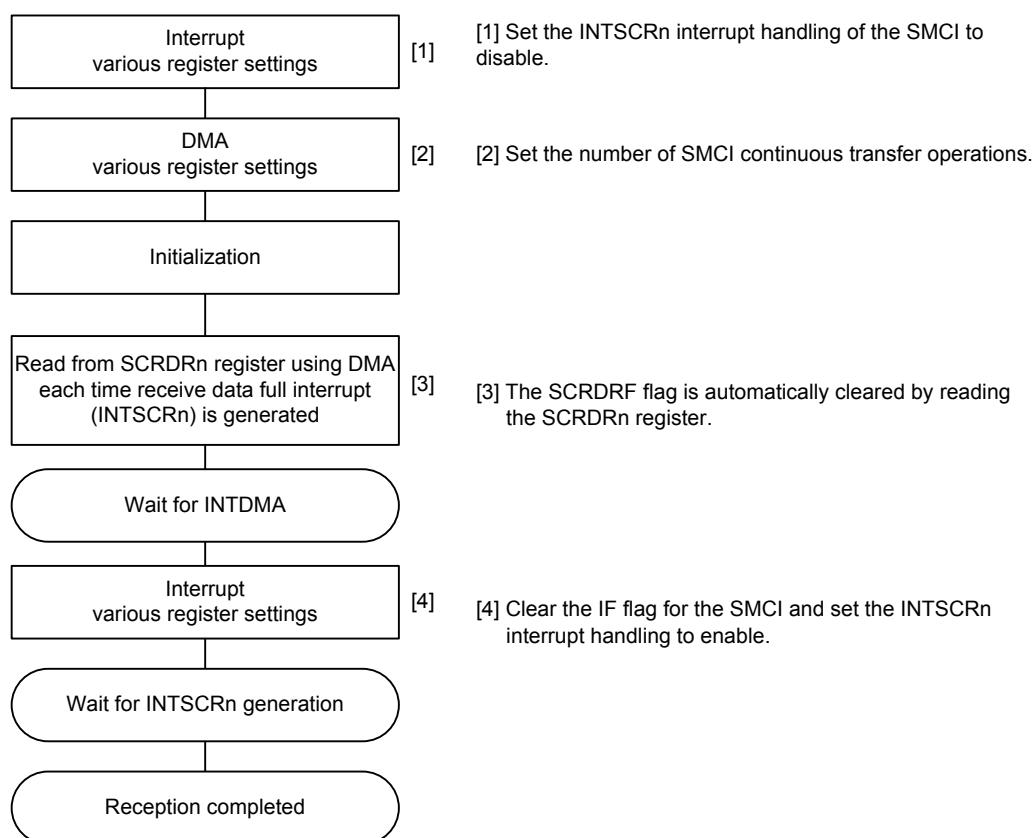 Interrupt
various register settings
[1]
[1] Set the INTSCRn interrupt handling of the SMCI to
disable.
DMA
various register settings
[2]
[2] Set the number of SMCI continuous transfer operations.
Initialization
Read from SCRDRn register using DMA
each time receive data full interrupt
(INTSCRn) is generated
[3]
[3] The SCRDRF flag is automatically cleared by reading
the SCRDRn register.
Wait for INTDMA
Interrupt
various register settings
[4]
[4] Clear the IF flag for the SMCI and set the INTSCRn
interrupt handling to enable.
Wait for INTSCRn generation
Reception completed